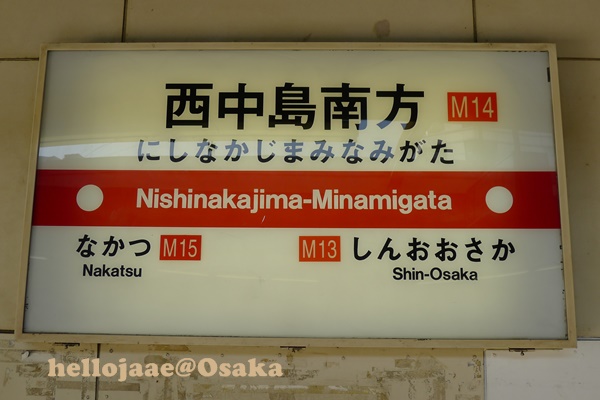 西中島南方 M14
にしなかじまみなみがた
Nishinakajima-Minamigata
なかつ M15 M13 しんおおさか
Nakatsu Shin-Osaka
hellojaae@Osaka